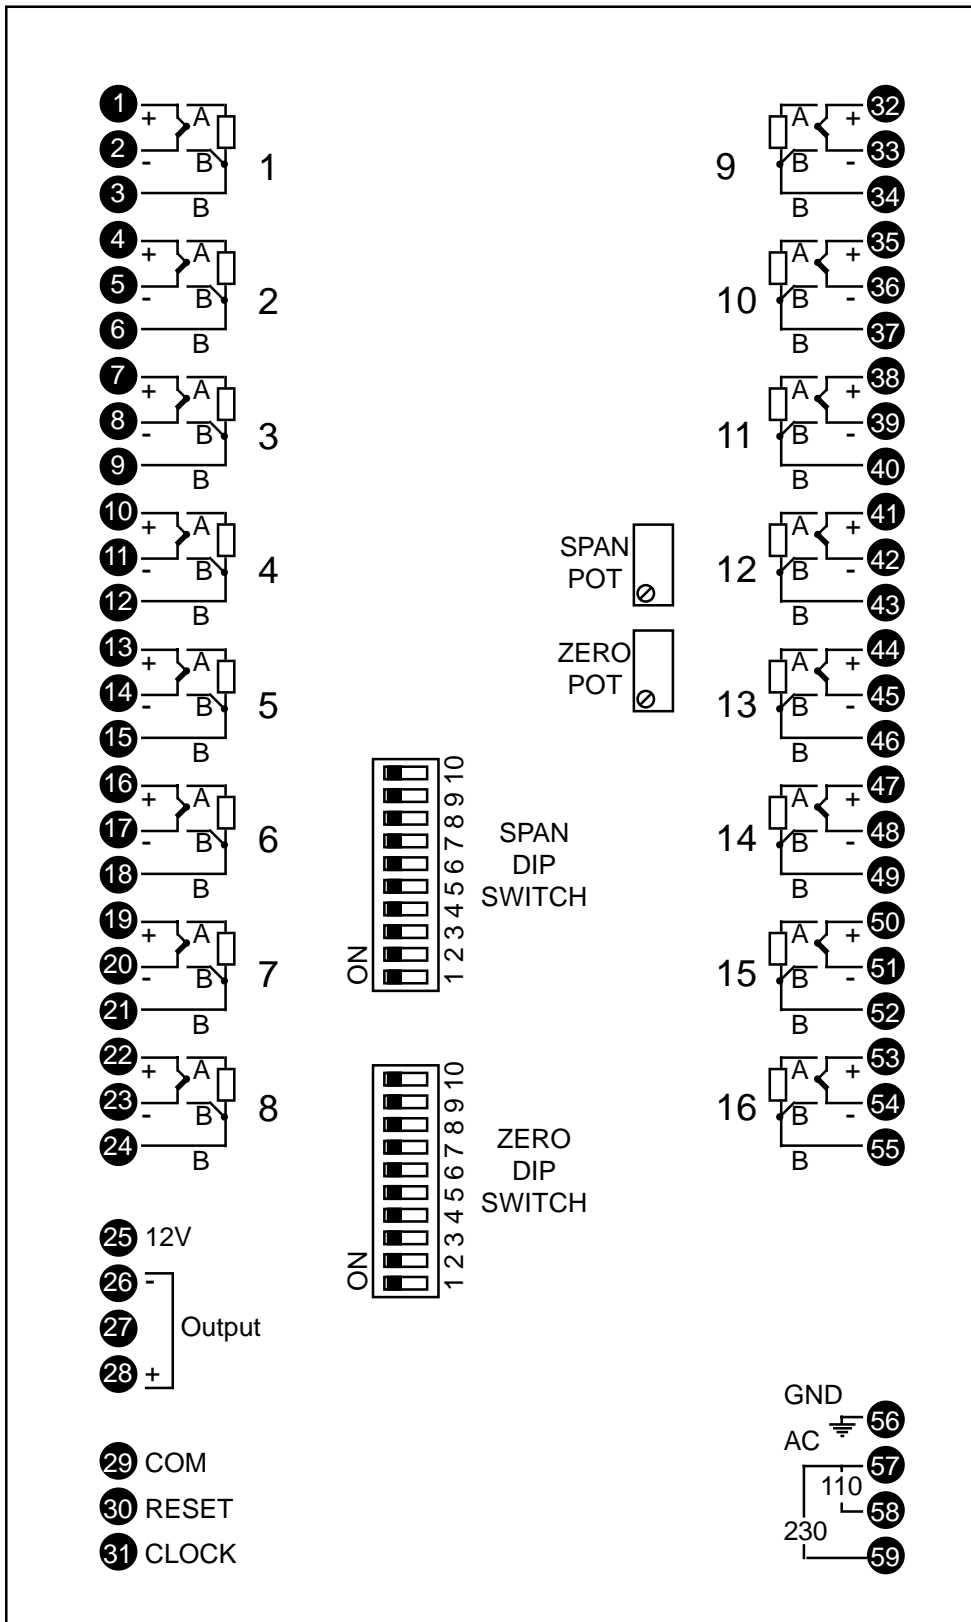 1
+ A
2
- B
3
B
1
4
+ A
5
- B
6
B
2
7
+ A
8
- B
9
B
3
10
+ A
11
- B
12
B
4
13
+ A
14
- B
15
B
5
16
+ A
17
- B
18
B
6
19
+ A
20
- B
21
B
7
22
+ A
23
- B
24
B
8
25 12V
26 -
27 Output
28 +
29 COM
30 RESET
31 CLOCK
SPAN
POT
ZERO
POT
10
9
8
7
6
5
4
3
2
1
ON
SPAN
DIP
SWITCH
10
9
8
7
6
5
4
3
2
1
ON
ZERO
DIP
SWITCH
32
A +
33
B -
34
B
9
35
A +
36
B -
37
B
10
38
A +
39
B -
40
B
11
41
A +
42
B -
43
B
12
44
A +
45
B -
46
B
13
47
A +
48
B -
49
B
14
50
A +
51
B -
52
B
15
53
A +
54
B -
55
B
16
GND
56
AC
57
110
58
230
59